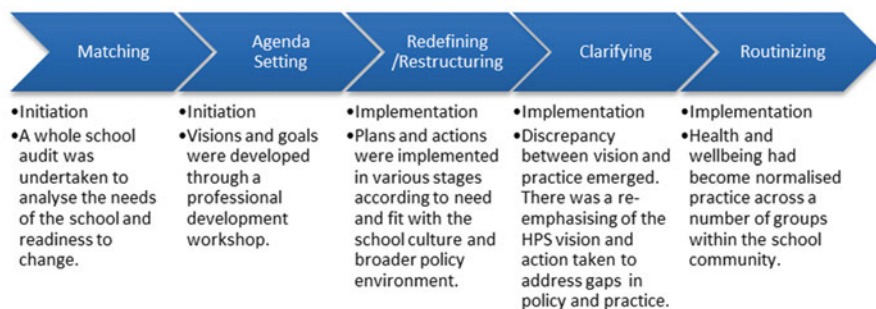 Matching
Agenda
Setting
Redefining
/Restructuring
Clarifying
Routinizing
•Initiation
•A whole school
audit was
undertaken to
analyse the needs
of the school and
readiness to
change.
•Initiation
•Visions and goals
were developed
through a
professional
development
workshop.
•Implementation
•Plans and actions
were implemented
in various stages
according to need
and fit with the
school culture and
broader policy
environment.
•Implementation
•Discrepancy
between vision and
practice emerged.
There was a re-
emphasising of the
HPS vision and
action taken to
address gaps in
policy and practice.
•Implementation
•Health and
wellbeing had
become normalised
practice across a
number of groups
within the school
community.